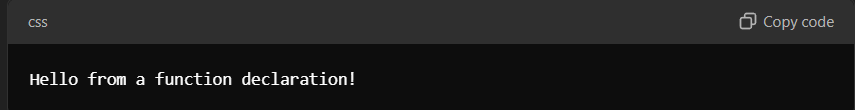 css
Copy code
Hello from a function declaration!